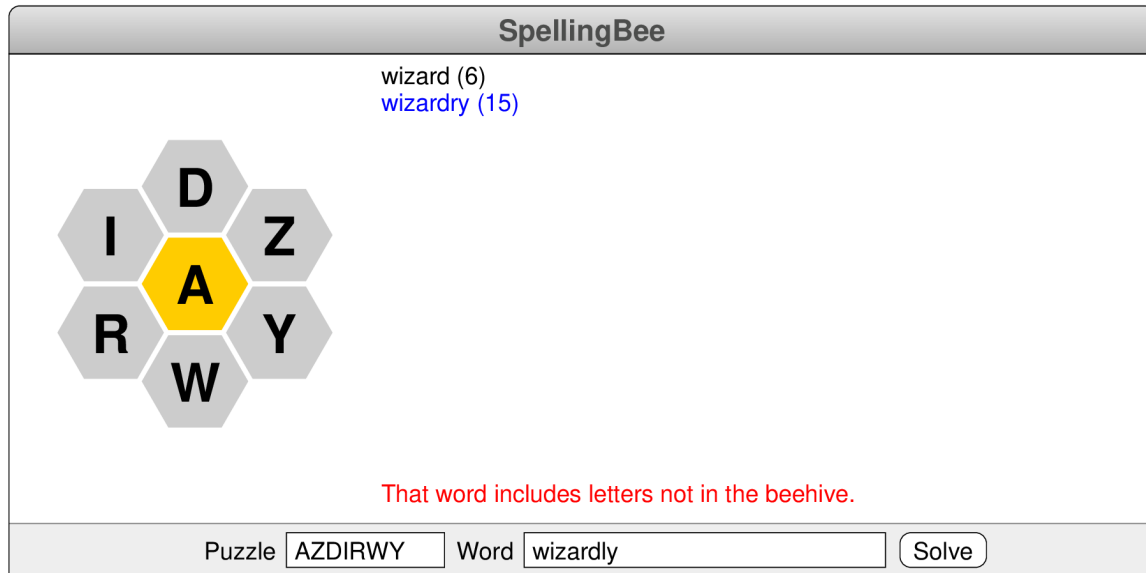 SpellingBee
wizard (6)
wizardry (15)
D
I
Z
A
R
Y
W
That word includes letters not in the beehive.
Puzzle AZDIRWY Word wizardly Solve